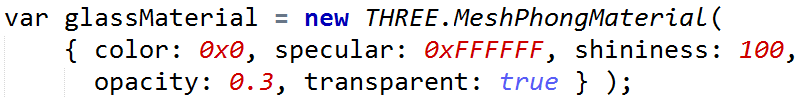 var glassMaterial = new THREE.MeshPhongMaterial(
{ color: 0x0, specular: 0xFFFFFF, shininess: 100,
opacity: 0.3, transparent: true } );